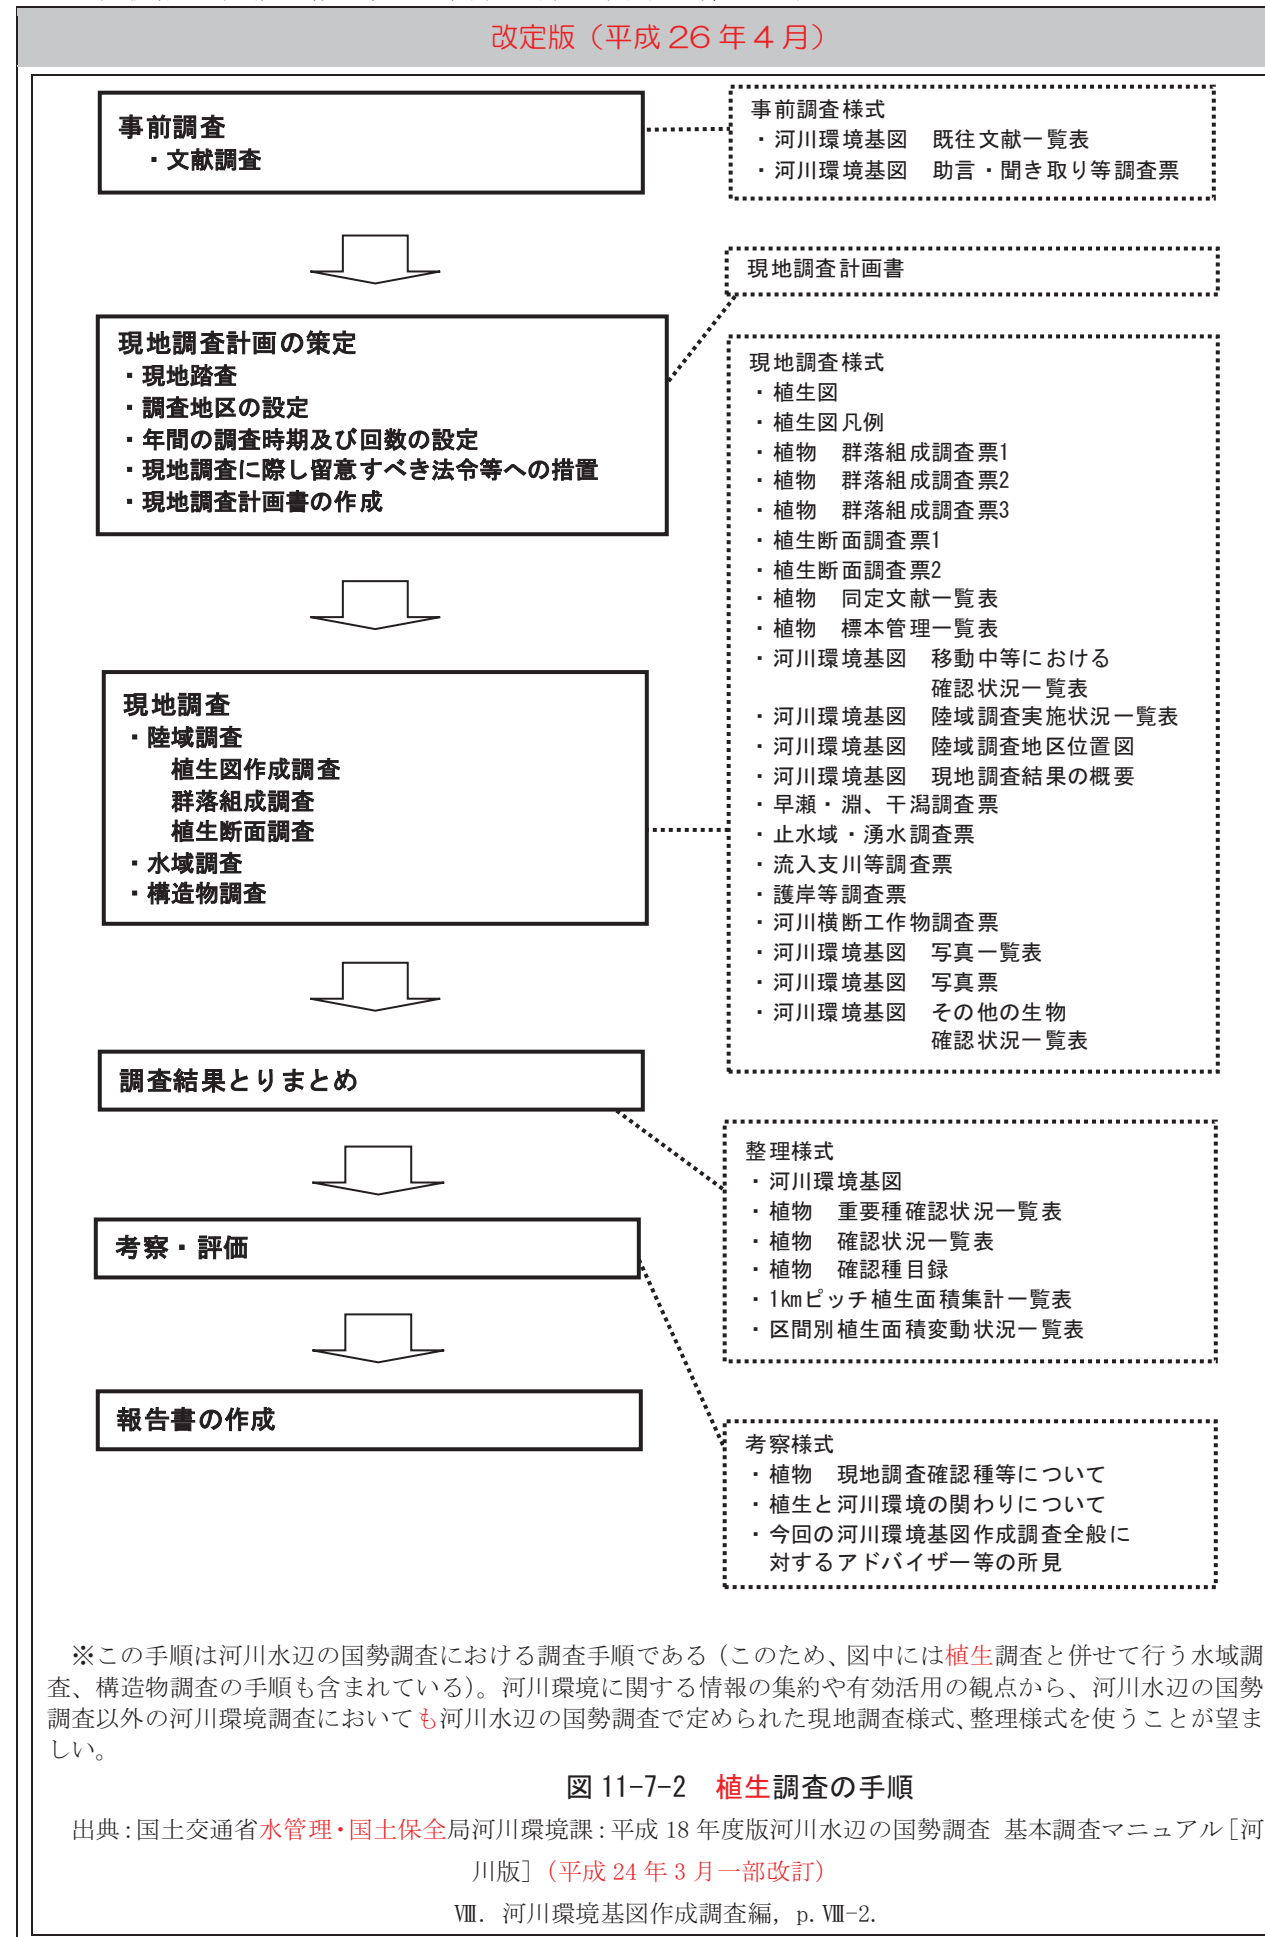 改定版（平成 26 年 4 月）
事前調査
・文献調査
事前調査様式
・河川環境基図　既往文献一覧表
・河川環境基図　助言・聞き取り等調査票
現地調査計画書
現地調査計画の策定
・現地踏査
・調査地区の設定
・年間の調査時期及び回数の設定
・現地調査に際し留意すべき法令等への措置
・現地調査計画書の作成
現地調査様式
・植生図
・植生図凡例
・植物　群落組成調査票1
・植物　群落組成調査票2
・植物　群落組成調査票3
・植生断面調査票1
・植生断面調査票2
・植物　同定文献一覧表
・植物　標本管理一覧表
・河川環境基図　移動中等における
確認状況一覧表
・河川環境基図　陸域調査実施状況一覧表
・河川環境基図　陸域調査地区位置図
・河川環境基図　現地調査結果の概要
・早瀬・淵、干潟調査票
・止水域・湧水調査票
・流入支川等調査票
・護岸等調査票
・河川横断工作物調査票
・河川環境基図　写真一覧表
・河川環境基図　写真票
・河川環境基図　その他の生物
確認状況一覧表
現地調査
・陸域調査
植生図作成調査
群落組成調査
植生断面調査
・水域調査
・構造物調査
調査結果とりまとめ
整理様式
・河川環境基図
・植物　重要種確認状況一覧表
・植物　確認状況一覧表
・植物　確認種目録
・1kmピッチ植生面積集計一覧表
・区間別植生面積変動状況一覧表
考察・評価
報告書の作成
考察様式
・植物　現地調査確認種等について
・植生と河川環境の関わりについて
・今回の河川環境基図作成調査全般に
対するアドバイザー等の所見
※この手順は河川水辺の国勢調査における調査手順である（このため、図中には植生調査と併せて行う水域調
査、構造物調査の手順も含まれている）。河川環境に関する情報の集約や有効活用の観点から、河川水辺の国勢
調査以外の河川環境調査においても河川水辺の国勢調査で定められた現地調査様式、整理様式を使うことが望ま
しい。
図 11-7-2　植生調査の手順
出典：国土交通省水管理・国土保全局河川環境課：平成 18 年度版河川水辺の国勢調査 基本調査マニュアル［河
川版］（平成 24 年 3 月一部改訂）
Ⅷ．河川環境基図作成調査編，p.Ⅷ-2.